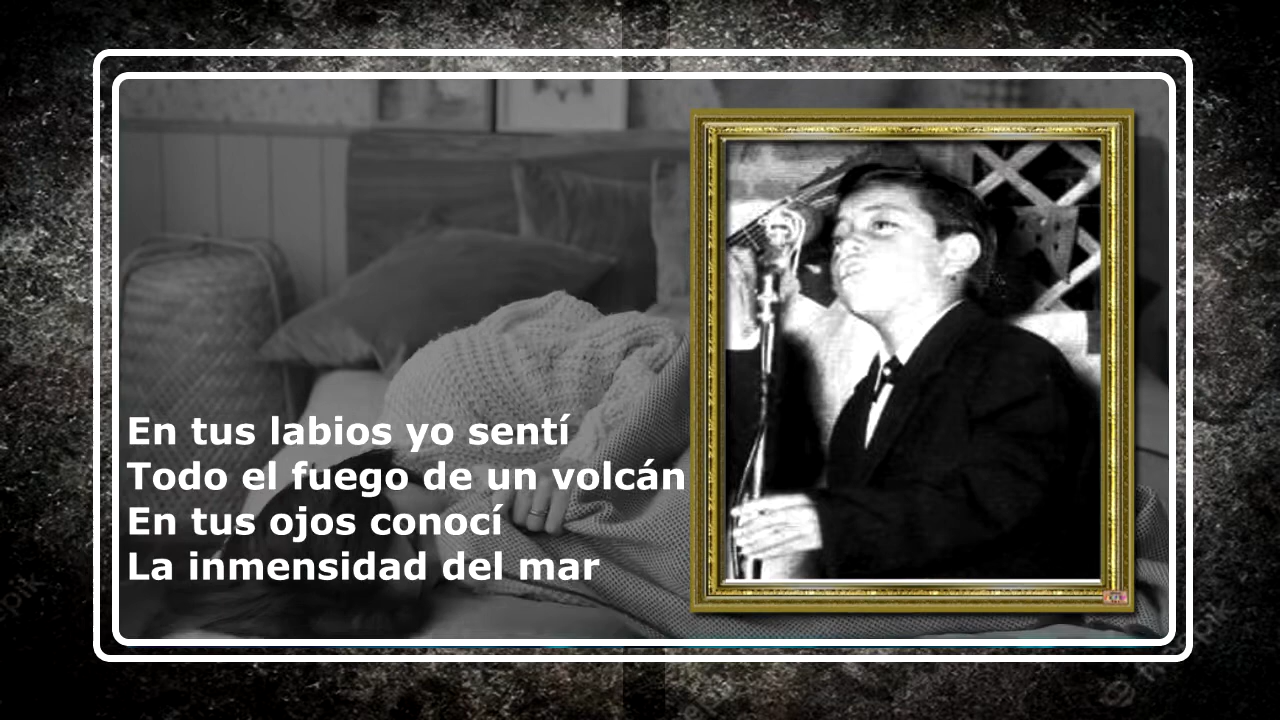 En tus labios yo sentí
Todo el fuego de un volcán
En tus ojos conocí
La inmensidad del mar